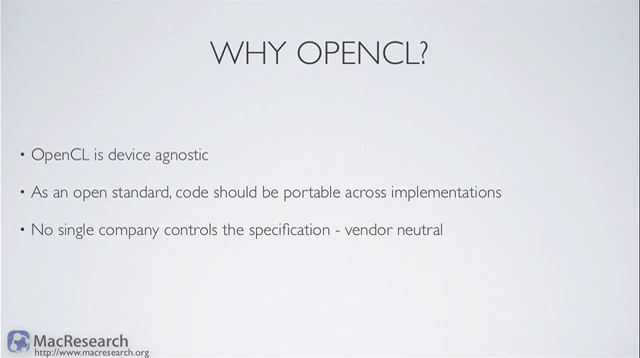 WHY OPENCL?
• OpenCL is device agnostic
• As an open standard, code should be portable across implementations
• No single company controls the specification - vendor neutral
MacResearch
http://www.macresearch.org